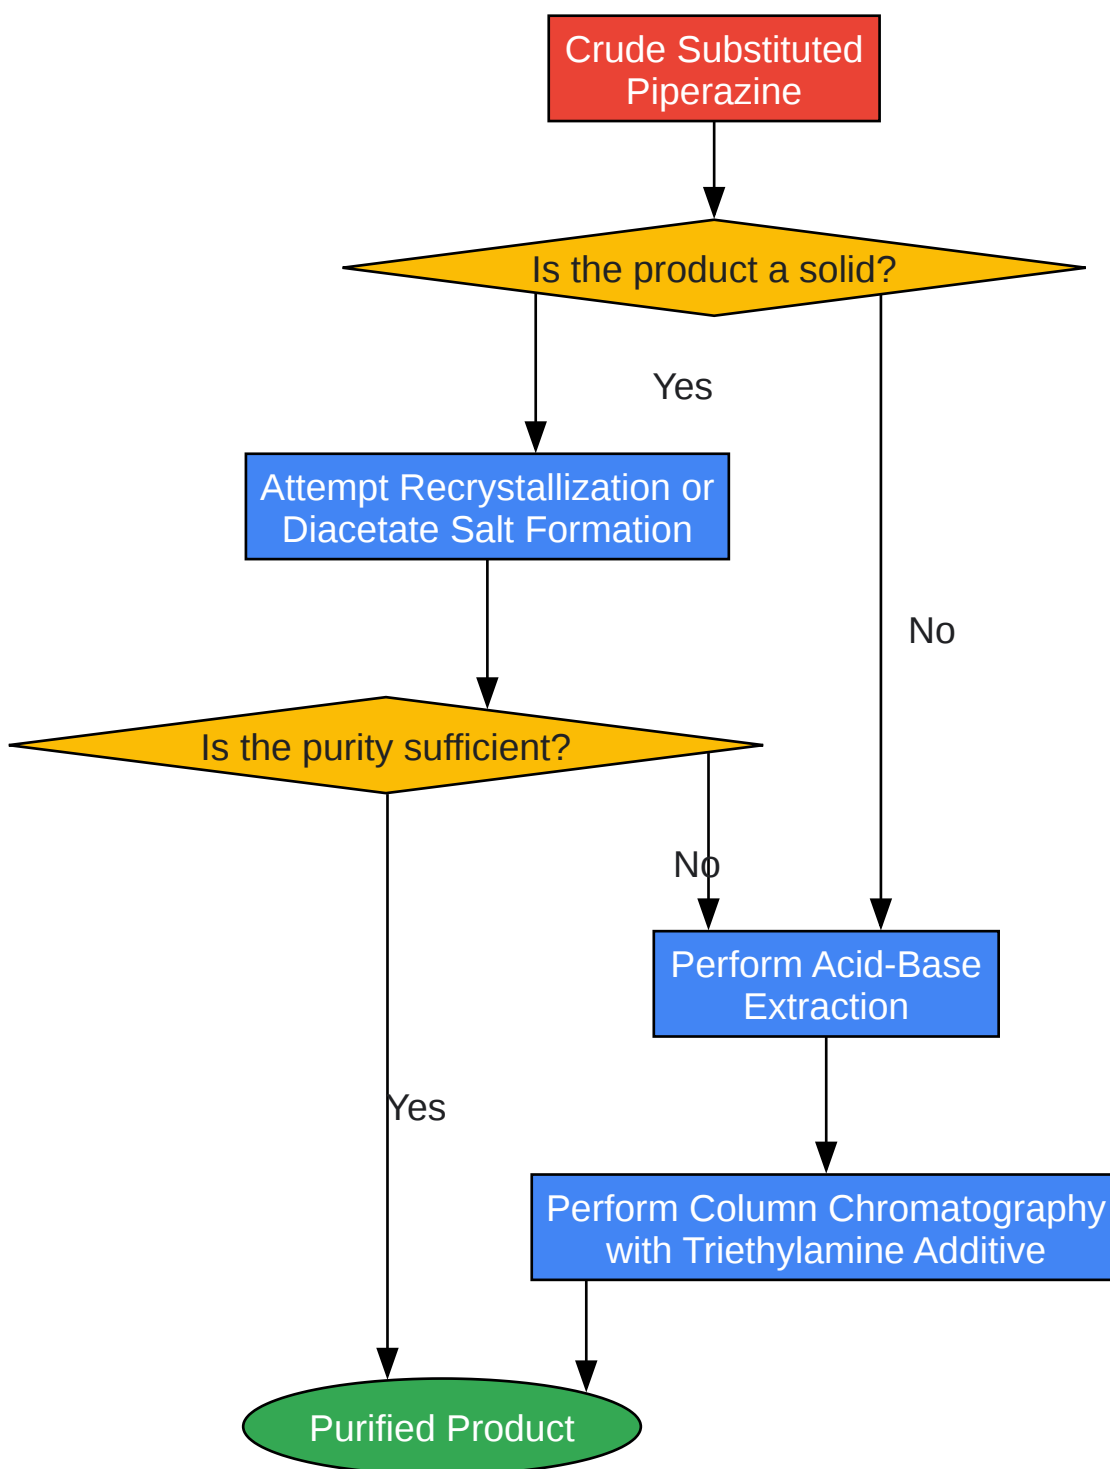 Crude Substituted
Piperazine
Is the product a solid?
Yes
Attempt Recrystallization or
Diacetate Salt Formation
No
Is the purity sufficient?
No
Perform Acid-Base
Extraction
Yes
Perform Column Chromatography
with Triethylamine Additive
Purified Product